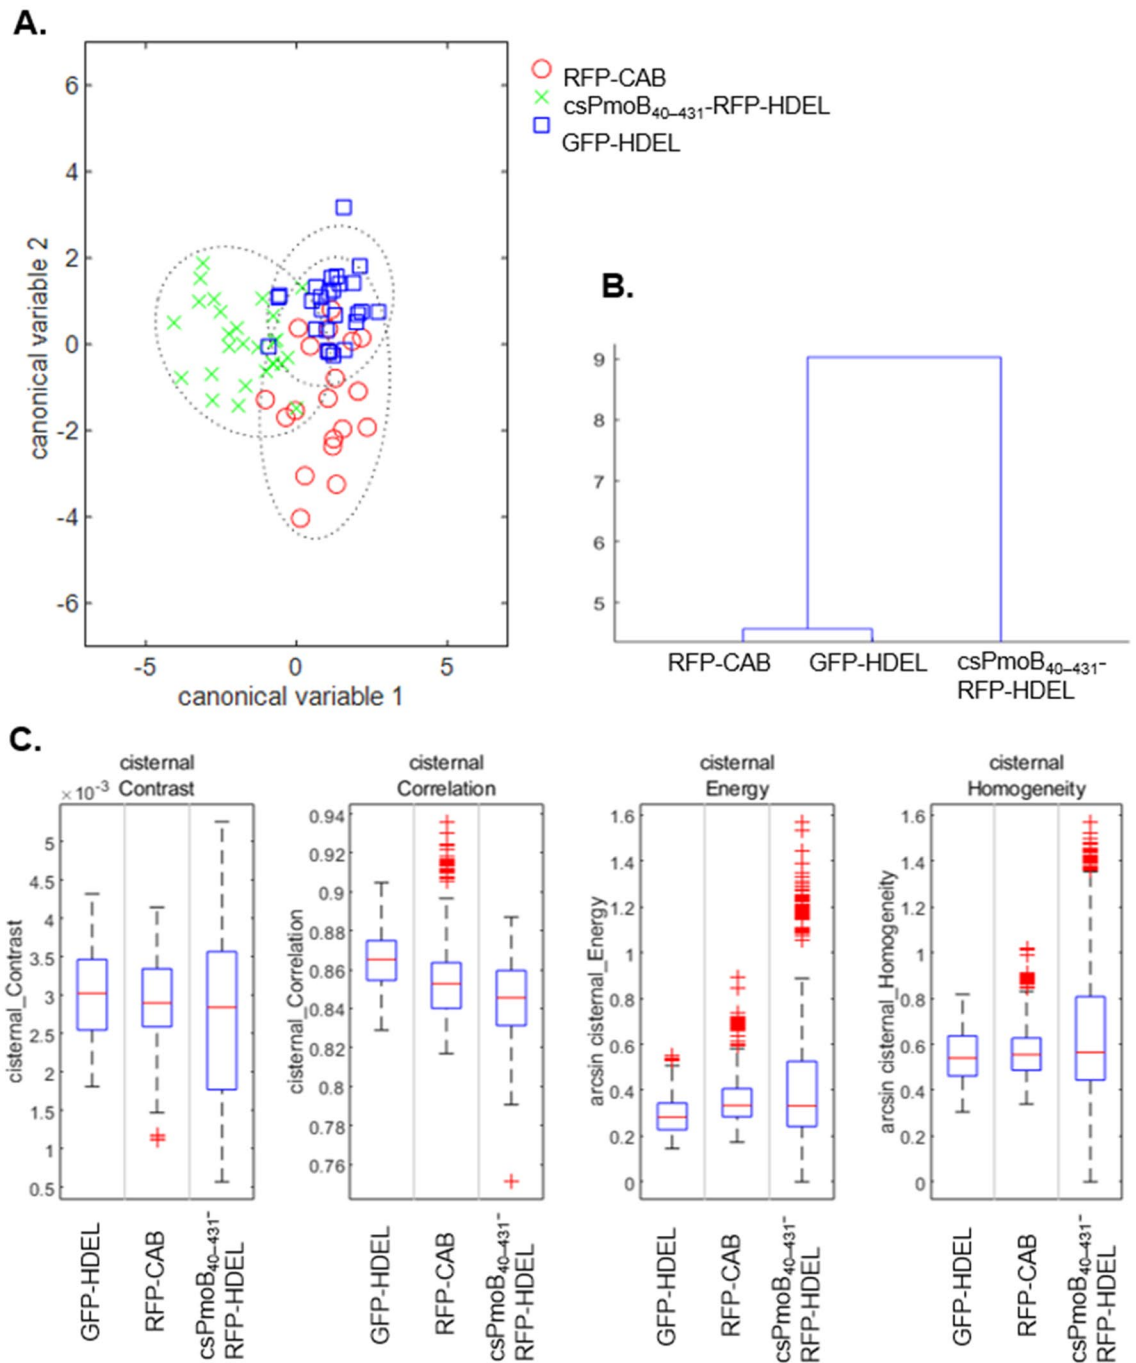 A.
6
4
2
0
-2
-4
-6
-5
0
5
canonical variable 2
canonical variable 1
RFP-CAB
csPmoB40–431-RFP-HDEL
GFP-HDEL
B.
9
8
7
6
5
RFP-CAB
GFP-HDEL
csPmoB40–431-
RFP-HDEL
C.
cisternal
Contrast
×10-3
5
4.5
4
3.5
3
2.5
2
1.5
1
0.5
cisternal_Contrast
GFP-HDEL
RFP-CAB
csPmoB40–431-
RFP-HDEL
cisternal
Correlation
0.94
0.92
0.9
0.88
0.86
0.84
0.82
0.8
0.78
0.76
cisternal_Correlation
GFP-HDEL
RFP-CAB
csPmoB40–431-
RFP-HDEL
cisternal
Energy
1.6
1.4
1.2
1
0.8
0.6
0.4
0.2
0
arcsin cisternal_Energy
GFP-HDEL
RFP-CAB
csPmoB40–431-
RFP-HDEL
cisternal
Homogeneity
1.6
1.4
1.2
1
0.8
0.6
0.4
0.2
0
arcsin cisternal_Homogeneity
GFP-HDEL
RFP-CAB
csPmoB40–431-
RFP-HDEL